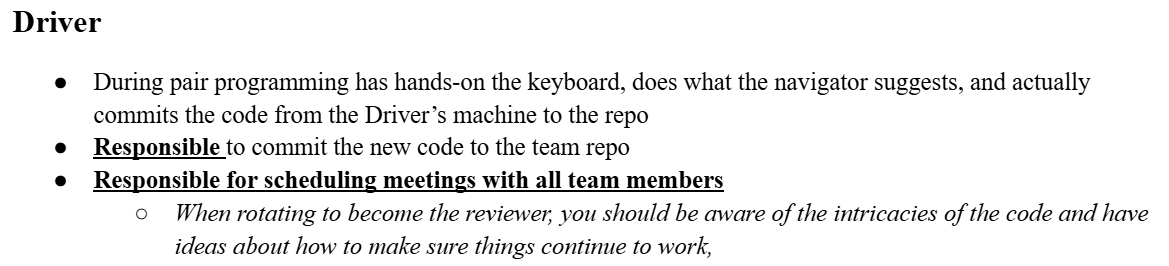 Driver
● During pair programming has hands-on the keyboard, does what the navigator suggests, and actually
commits the code from the Driver’s machine to the repo
● Responsible to commit the new code to the team repo
● Responsible for scheduling meetings with all team members
○ When rotating to become the reviewer, you should be aware of the intricacies of the code and have
ideas about how to make sure things continue to work,